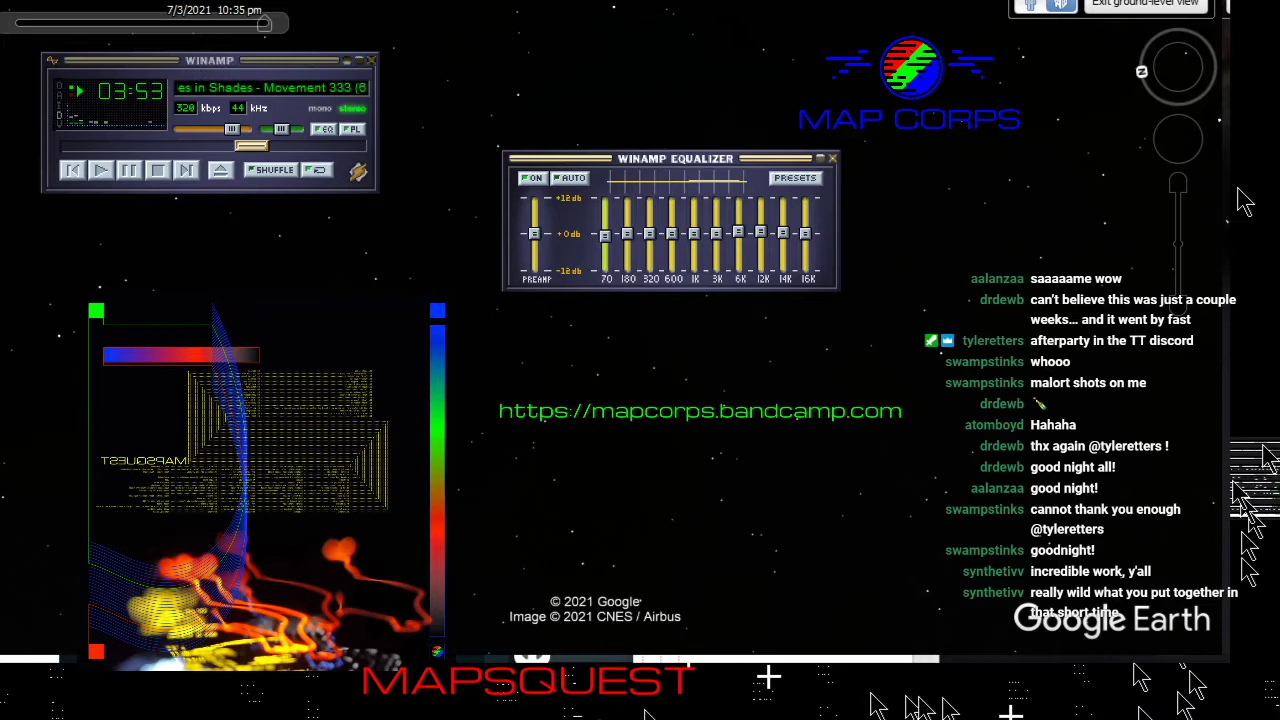 7/3/2021 10:35 pm
Exit ground-level view
WINAMP
03:53
es in Shades - Movement 333 (6
320 kbps 44 kHz mono stereo
EQ PL
SHUFFLE
MAP CORPS
WINAMP EQUALIZER
ON AUTO PRESETS
+12db
+0db
-12db
PREAMP 70 180 320 600 1K 3K 6K 12K 14K 16K
MAPSQUEST
https://mapcorps.bandcamp.com
aalanzaa saaaaame wow
drdewb can't believe this was just a couple
weeks… and it went by fast
tyleretters afterparty in the TT discord
swampstinks whooo
swampstinks malort shots on me
drdewb 🍾
atomboyd Hahaha
drdewb thx again @tyleretters !
drdewb good night all!
aalanzaa good night!
swampstinks cannot thank you enough
@tyleretters
swampstinks goodnight!
synthetivv incredible work, y'all
synthetivv really wild what you put together in
that short time
© 2021 Google
Image © 2021 CNES / Airbus
Google Earth
MAPSQUEST